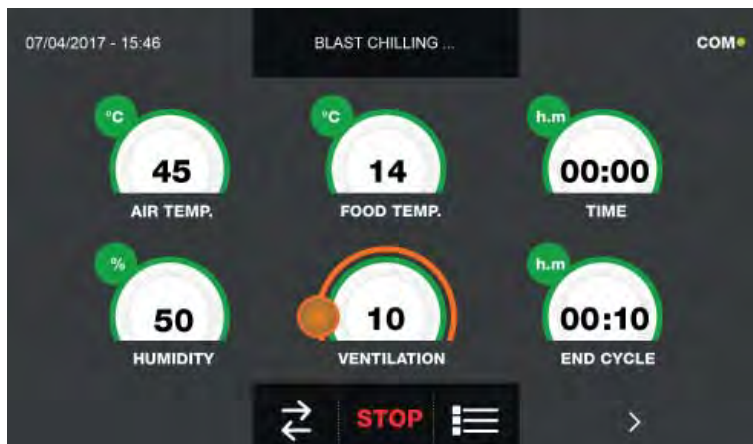 07/04/2017 - 15:46
BLAST CHILLING ...
COM
°C
45
AIR TEMP.
°C
14
FOOD TEMP.
h.m
00:00
TIME
%
50
HUMIDITY
10
VENTILATION
h.m
00:10
END CYCLE
STOP